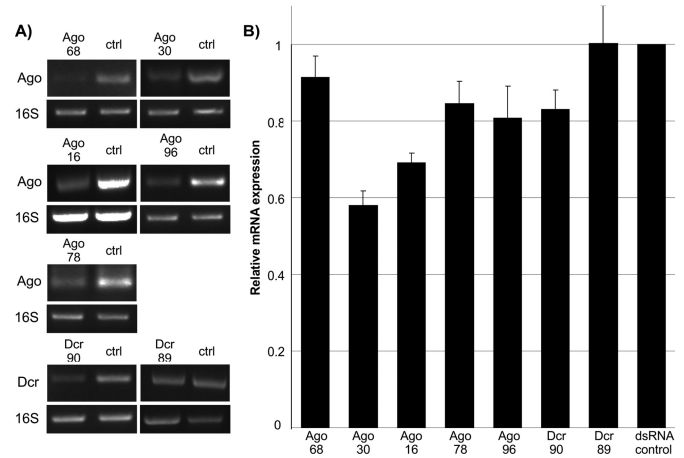 A)
Ago Ago
68 ctrl 30 ctrl
Ago
16S
Ago Ago
16 ctrl 96 ctrl
Ago
16S
Ago
78 ctrl
Ago
16S
Dcr Dcr
90 ctrl 89 ctrl
Dcr
16S
B)
Relative mRNA expression
1
0.8
0.6
0.4
0.2
0
Ago Ago Ago Ago Ago Dcr Dcr dsRNA
68 30 16 78 96 90 89 control